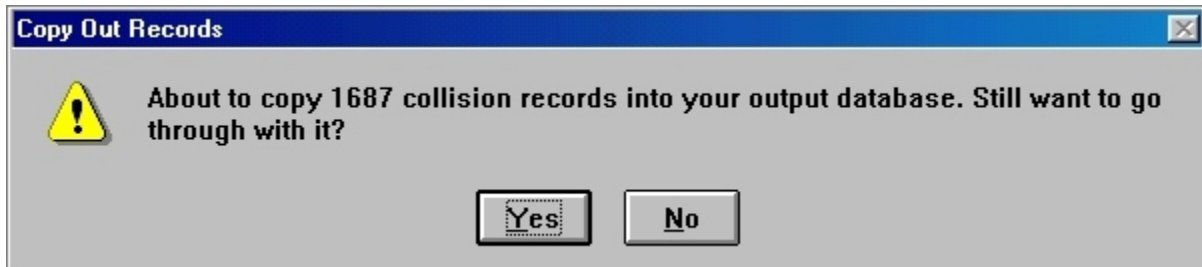 Copy Out Records
About to copy 1687 collision records into your output database. Still want to go
through with it?
Yes
No